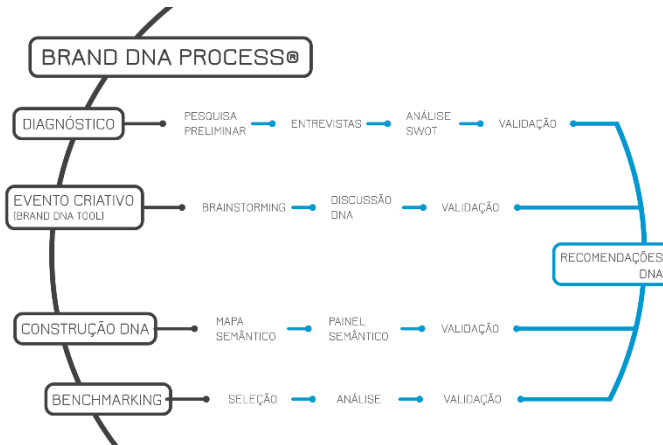 BRAND DNA PROCESS®
DIAGNÓSTICO
PESQUISA
PRELIMINAR
ENTREVISTAS
ANÁLISE
SWOT
VALIDAÇÃO
EVENTO CRIATIVO
[BRAND DNA TOOL]
BRAINSTORMING
DISCUSSÃO
DNA
VALIDAÇÃO
RECOMENDAÇÕES
DNA
CONSTRUÇÃO DNA
MAPA
SEMÂNTICO
PAINEL
SEMÂNTICO
VALIDAÇÃO
BENCHMARKING
SELEÇÃO
ANÁLISE
VALIDAÇÃO